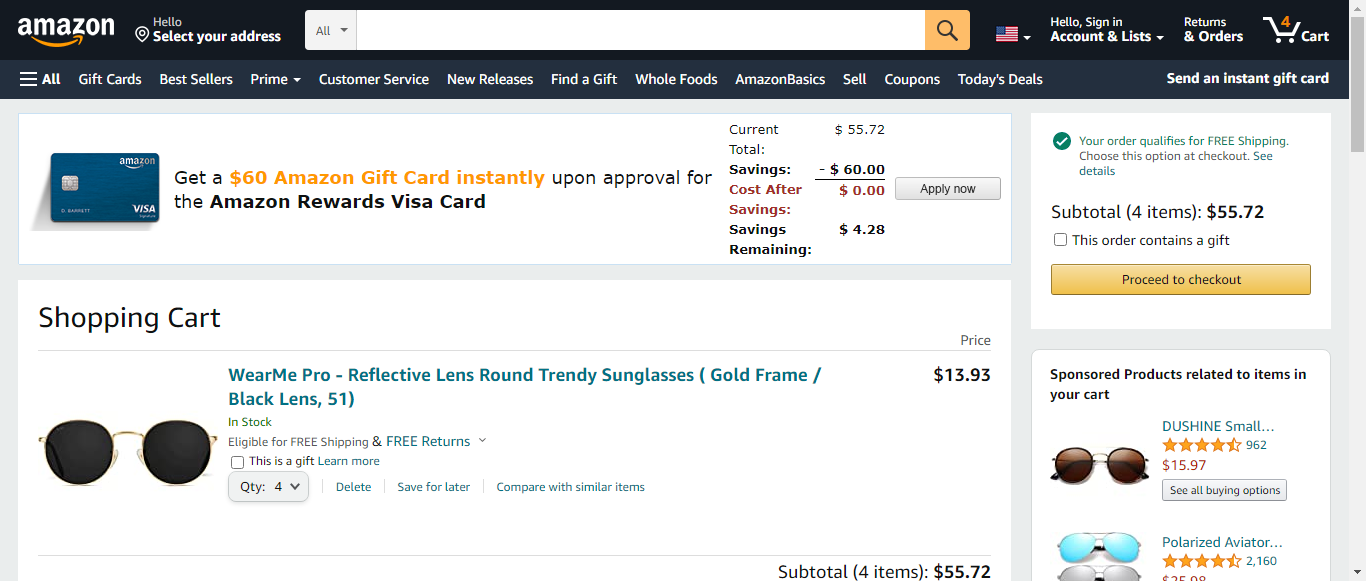 amazon
Hello
Select your address
All
Hello, Sign in
Account & Lists
Returns
& Orders
4
Cart
All
Gift Cards
Best Sellers
Prime
Customer Service
New Releases
Find a Gift
Whole Foods
AmazonBasics
Sell
Coupons
Today's Deals
Send an instant gift card
amazon
D. BARRETT
VISA
Signature
Get a $60 Amazon Gift Card instantly upon approval for
the Amazon Rewards Visa Card
Current $ 55.72
Total:
Savings: - $ 60.00
Cost After $ 0.00
Savings:
Savings $ 4.28
Remaining:
Apply now
Your order qualifies for FREE Shipping.
Choose this option at checkout. See
details
Subtotal (4 items): $55.72
This order contains a gift
Proceed to checkout
Shopping Cart
Price
WearMe Pro - Reflective Lens Round Trendy Sunglasses ( Gold Frame /
Black Lens, 51)
$13.93
In Stock
Eligible for FREE Shipping & FREE Returns
This is a gift Learn more
Qty: 4
Delete
Save for later
Compare with similar items
Subtotal (4 items): $55.72
Sponsored Products related to items in
your cart
DUSHINE Small...
962
$15.97
See all buying options
Polarized Aviator...
2,160
$25.98